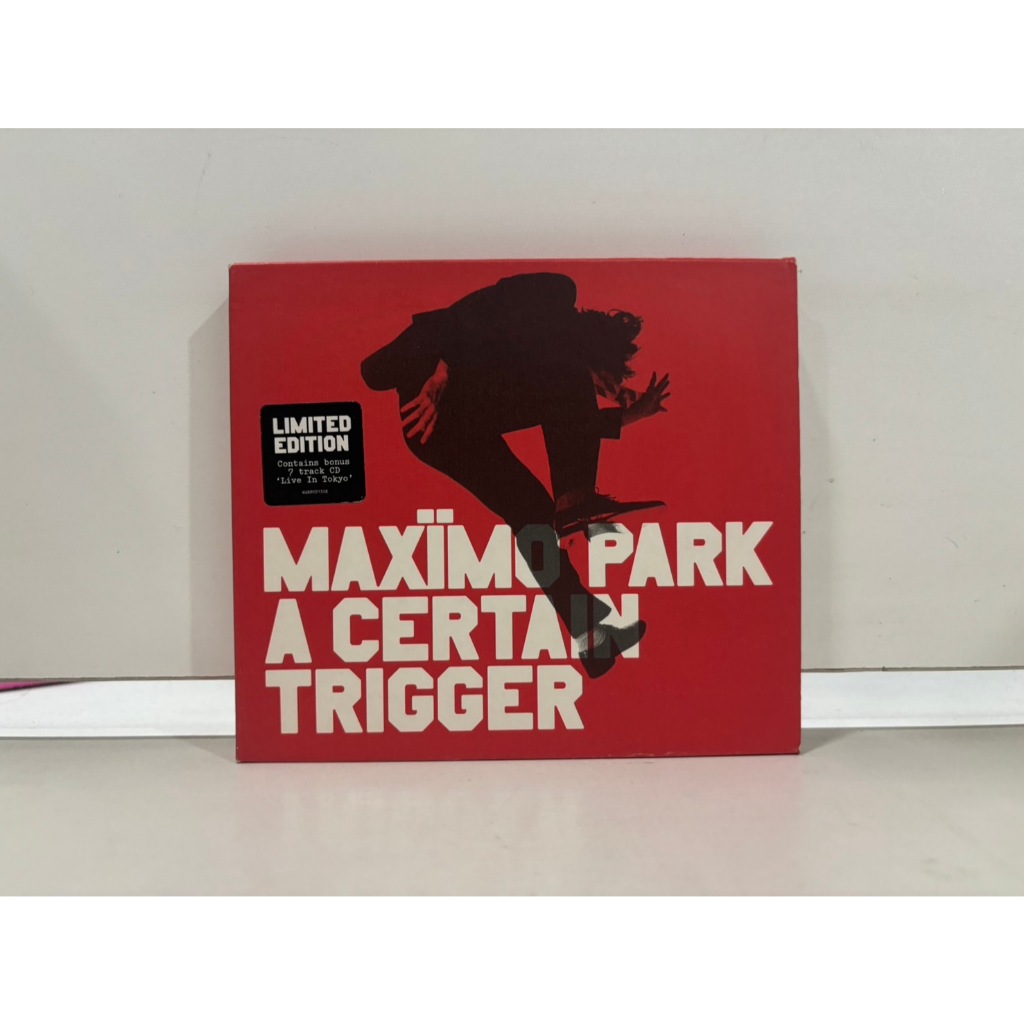 LIMITED
EDITION
Contains bonus
7 track CD
'Live In Tokyo'
MAXÏMO PARK
A CERTAIN
TRIGGER